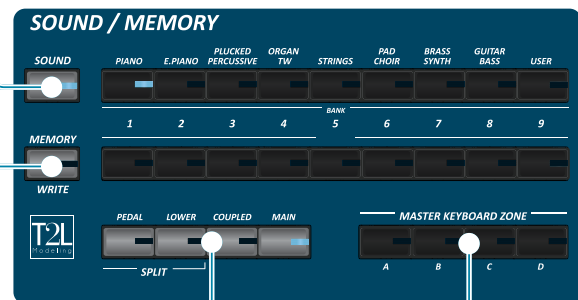 SOUND / MEMORY
SOUND PIANO E.PIANO PLUCKED PERCUSSIVE ORGAN TW STRINGS PAD CHOIR BRASS SYNTH GUITAR BASS USER
BANK
1 2 3 4 5 6 7 8 9
MEMORY
WRITE
PEDAL LOWER COUPLED MAIN MASTER KEYBOARD ZONE
T2L
Modeling
SPLIT A B C D